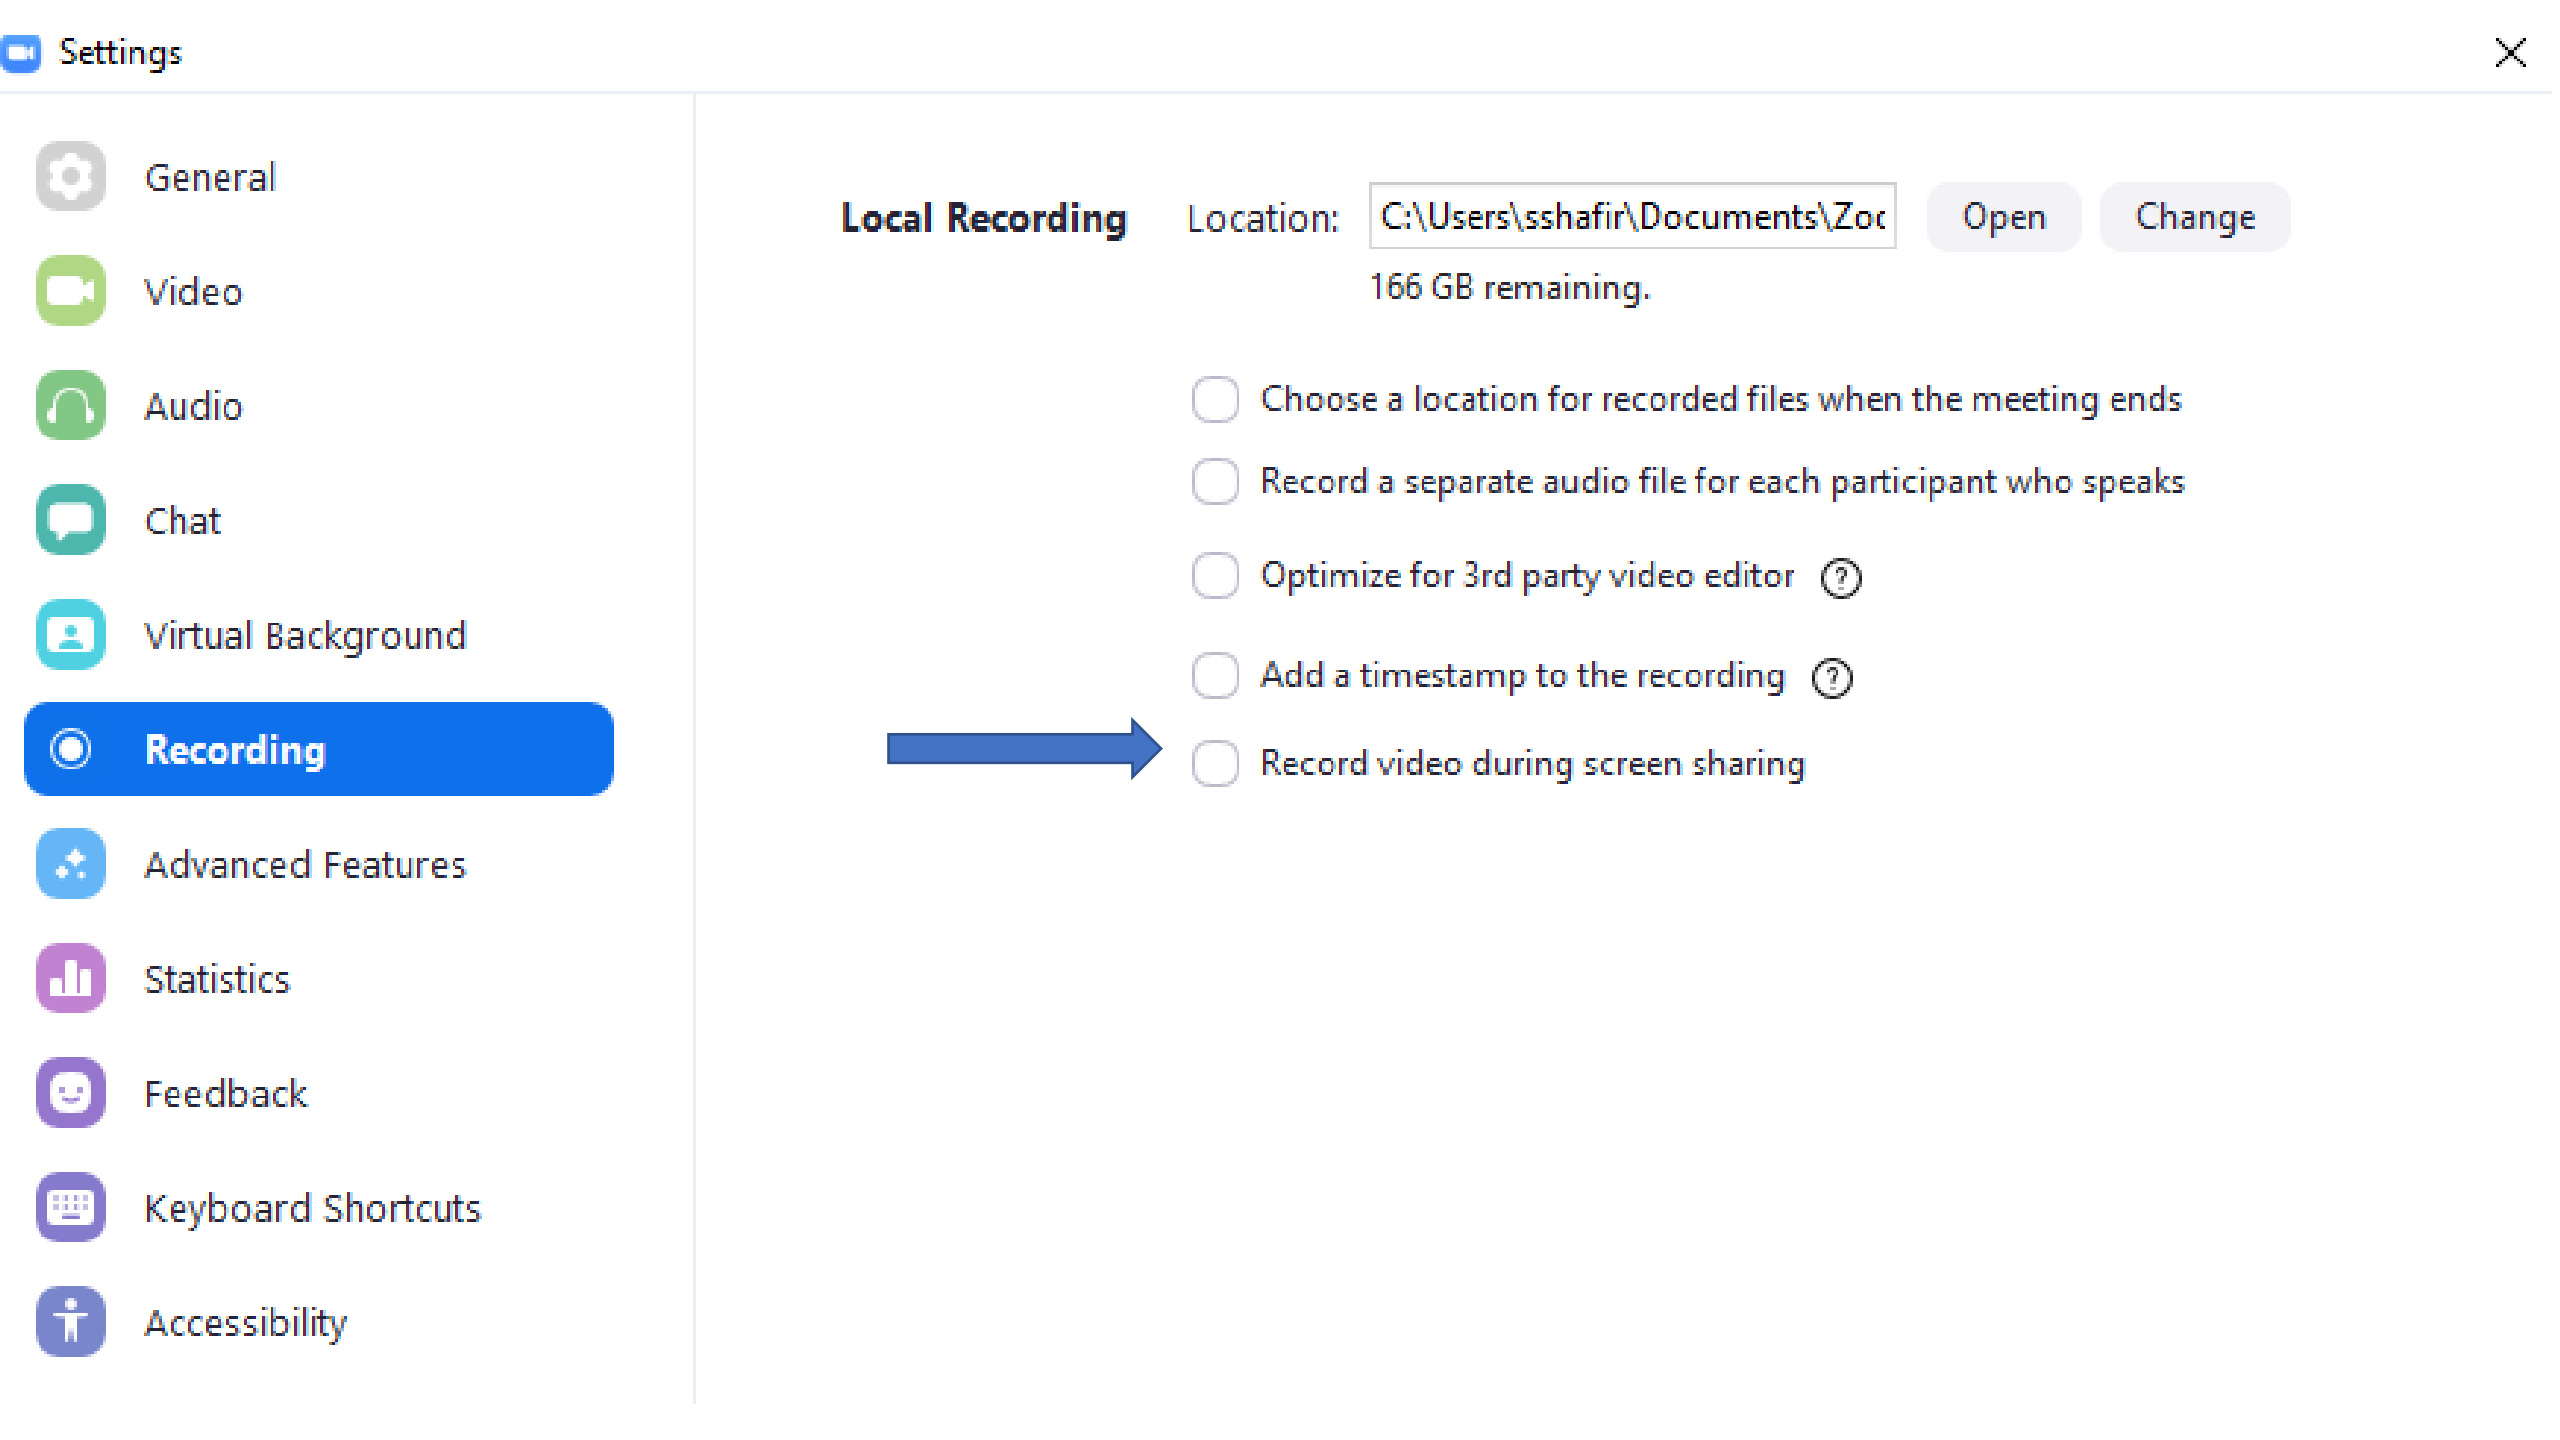 Settings
General
Video
Audio
Chat
Virtual Background
Recording
Advanced Features
Statistics
Feedback
Keyboard Shortcuts
Accessibility
Local Recording Location: C:\Users\sshafir\Documents\Zoo Open Change
166 GB remaining.
Choose a location for recorded files when the meeting ends
Record a separate audio file for each participant who speaks
Optimize for 3rd party video editor ?
Add a timestamp to the recording ?
Record video during screen sharing